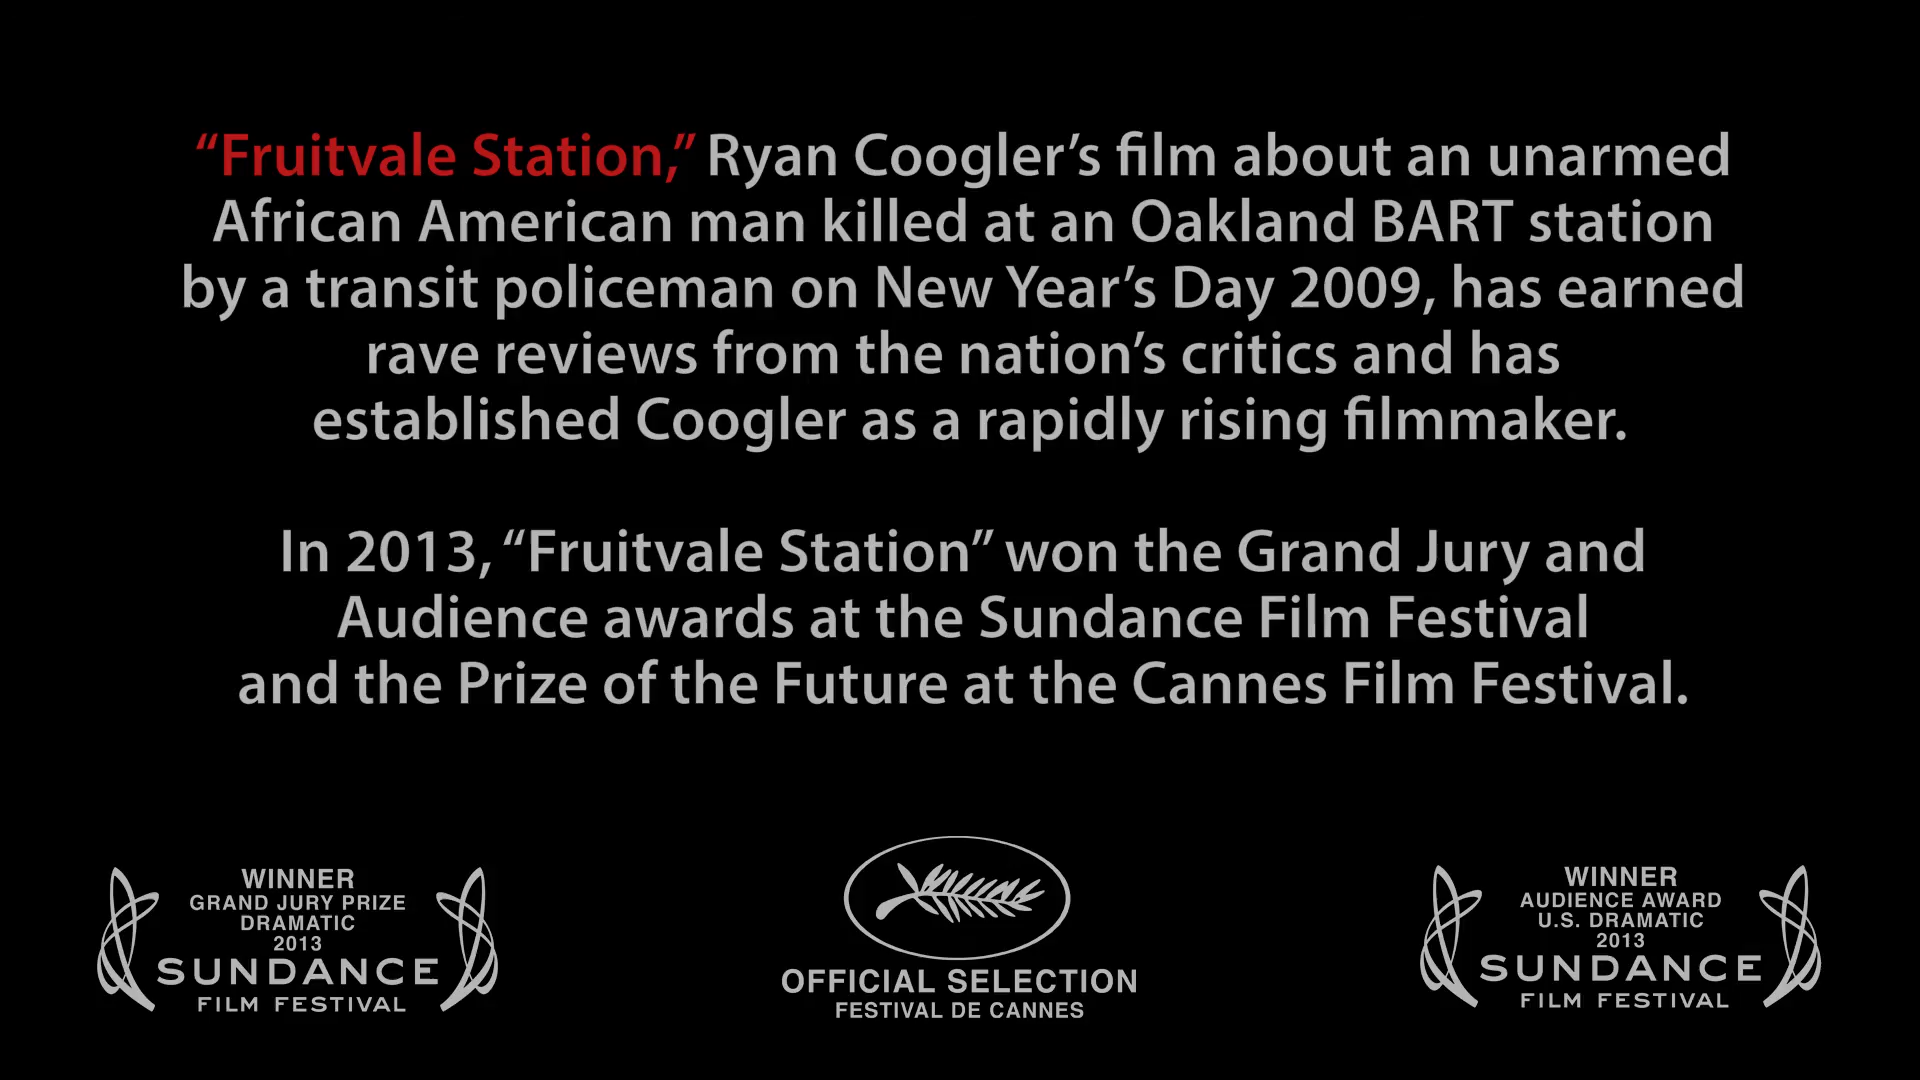 “Fruitvale Station,” Ryan Coogler’s film about an unarmed
African American man killed at an Oakland BART station
by a transit policeman on New Year’s Day 2009, has earned
rave reviews from the nation’s critics and has
established Coogler as a rapidly rising filmmaker.
In 2013, “Fruitvale Station” won the Grand Jury and
Audience awards at the Sundance Film Festival
and the Prize of the Future at the Cannes Film Festival.
WINNER
GRAND JURY PRIZE
DRAMATIC
2013
SUNDANCE
FILM FESTIVAL
OFFICIAL SELECTION
FESTIVAL DE CANNES
WINNER
AUDIENCE AWARD
U.S. DRAMATIC
2013
SUNDANCE
FILM FESTIVAL